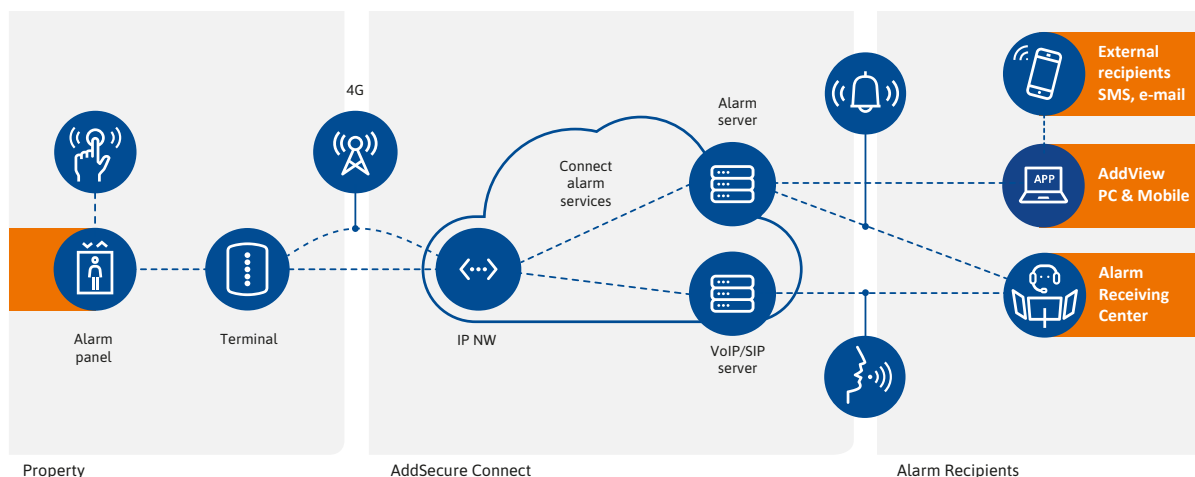 4G
Alarm
server
External
recipients
SMS, e-mail
Connect
alarm
services
APP
AddView
PC & Mobile
Alarm
Receiving
Center
Alarm
panel
Terminal
IP NW
VoIP/SIP
server
Property
AddSecure Connect
Alarm Recipients